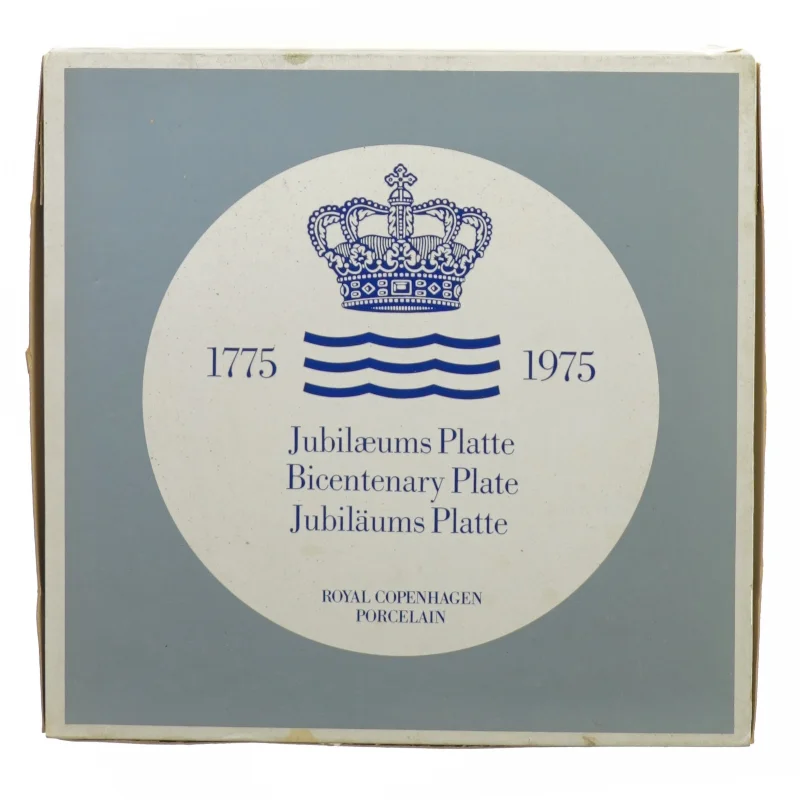 1775 1975
Jubilæums Platte
Bicentenary Plate
Jubiläums Platte
ROYAL COPENHAGEN
PORCELAIN